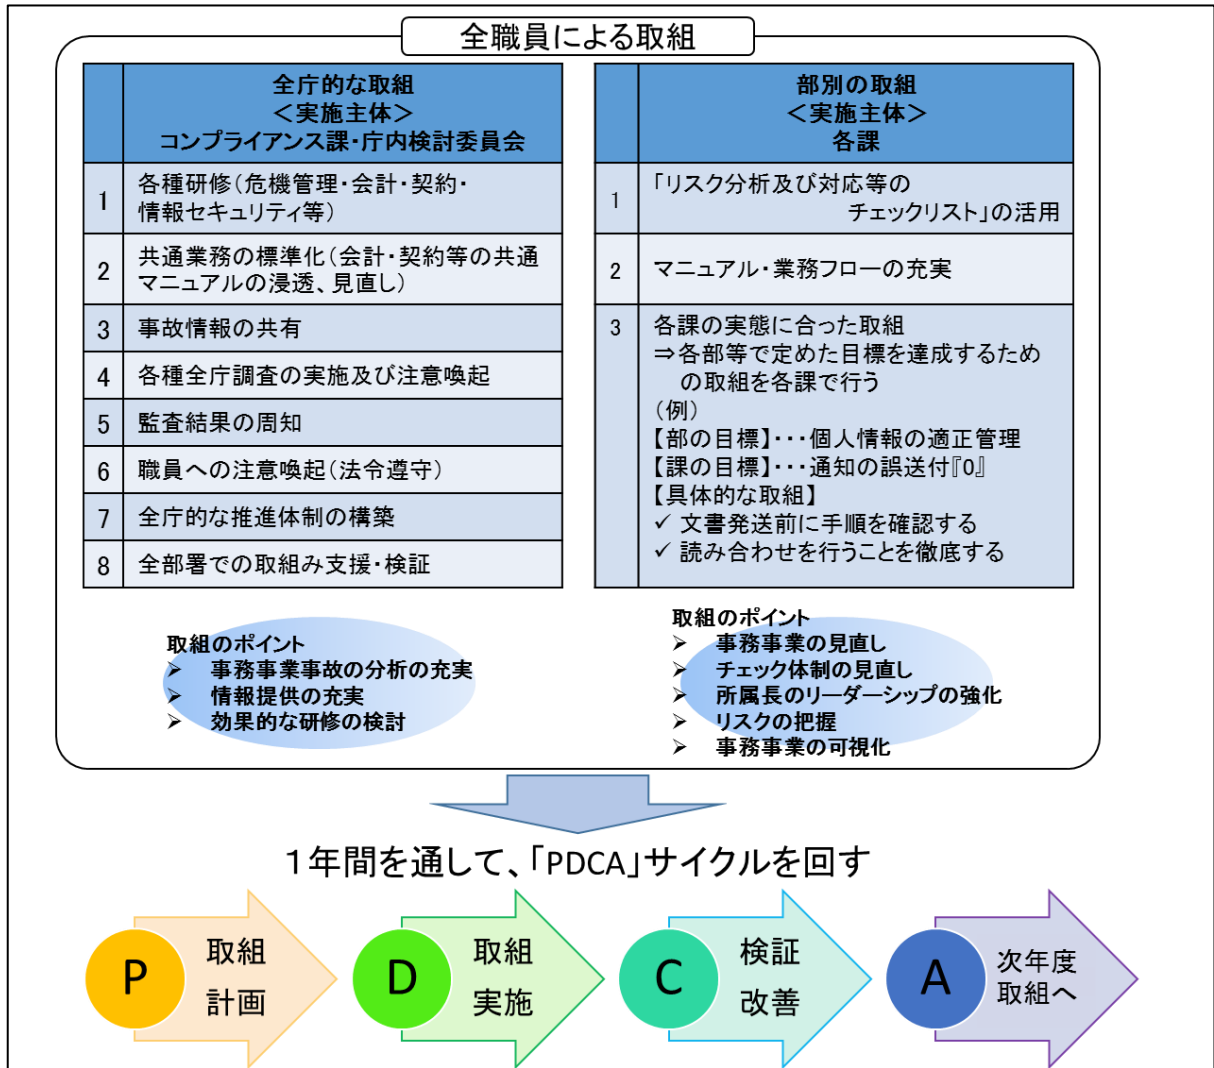 全職員による取組
全庁的な取組
＜実施主体＞
コンプライアンス課・庁内検討委員会
1
各種研修（危機管理・会計・契約・
情報セキュリティ等）
2
共通業務の標準化（会計・契約等の共通
マニュアルの浸透、見直し）
3
事故情報の共有
4
各種全庁調査の実施及び注意喚起
5
監査結果の周知
6
職員への注意喚起（法令遵守）
7
全庁的な推進体制の構築
8
全部署での取組み支援・検証
取組のポイント
➢ 事務事業事故の分析の充実
➢ 情報提供の充実
➢ 効果的な研修の検討
部別の取組
＜実施主体＞
各課
1
「リスク分析及び対応等の
チェックリスト」の活用
2
マニュアル・業務フローの充実
3
各課の実態に合った取組
⇒各部等で定めた目標を達成するため
の取組を各課で行う
（例）
【部の目標】・・・個人情報の適正管理
【課の目標】・・・通知の誤送付『0』
【具体的な取組】
✓ 文書発送前に手順を確認する
✓ 読み合わせを行うことを徹底する
取組のポイント
➢ 事務事業の見直し
➢ チェック体制の見直し
➢ 所属長のリーダーシップの強化
➢ リスクの把握
➢ 事務事業の可視化
１年間を通して、「PDCA」サイクルを回す
P
取組
計画
D
取組
実施
C
検証
改善
A
次年度
取組へ